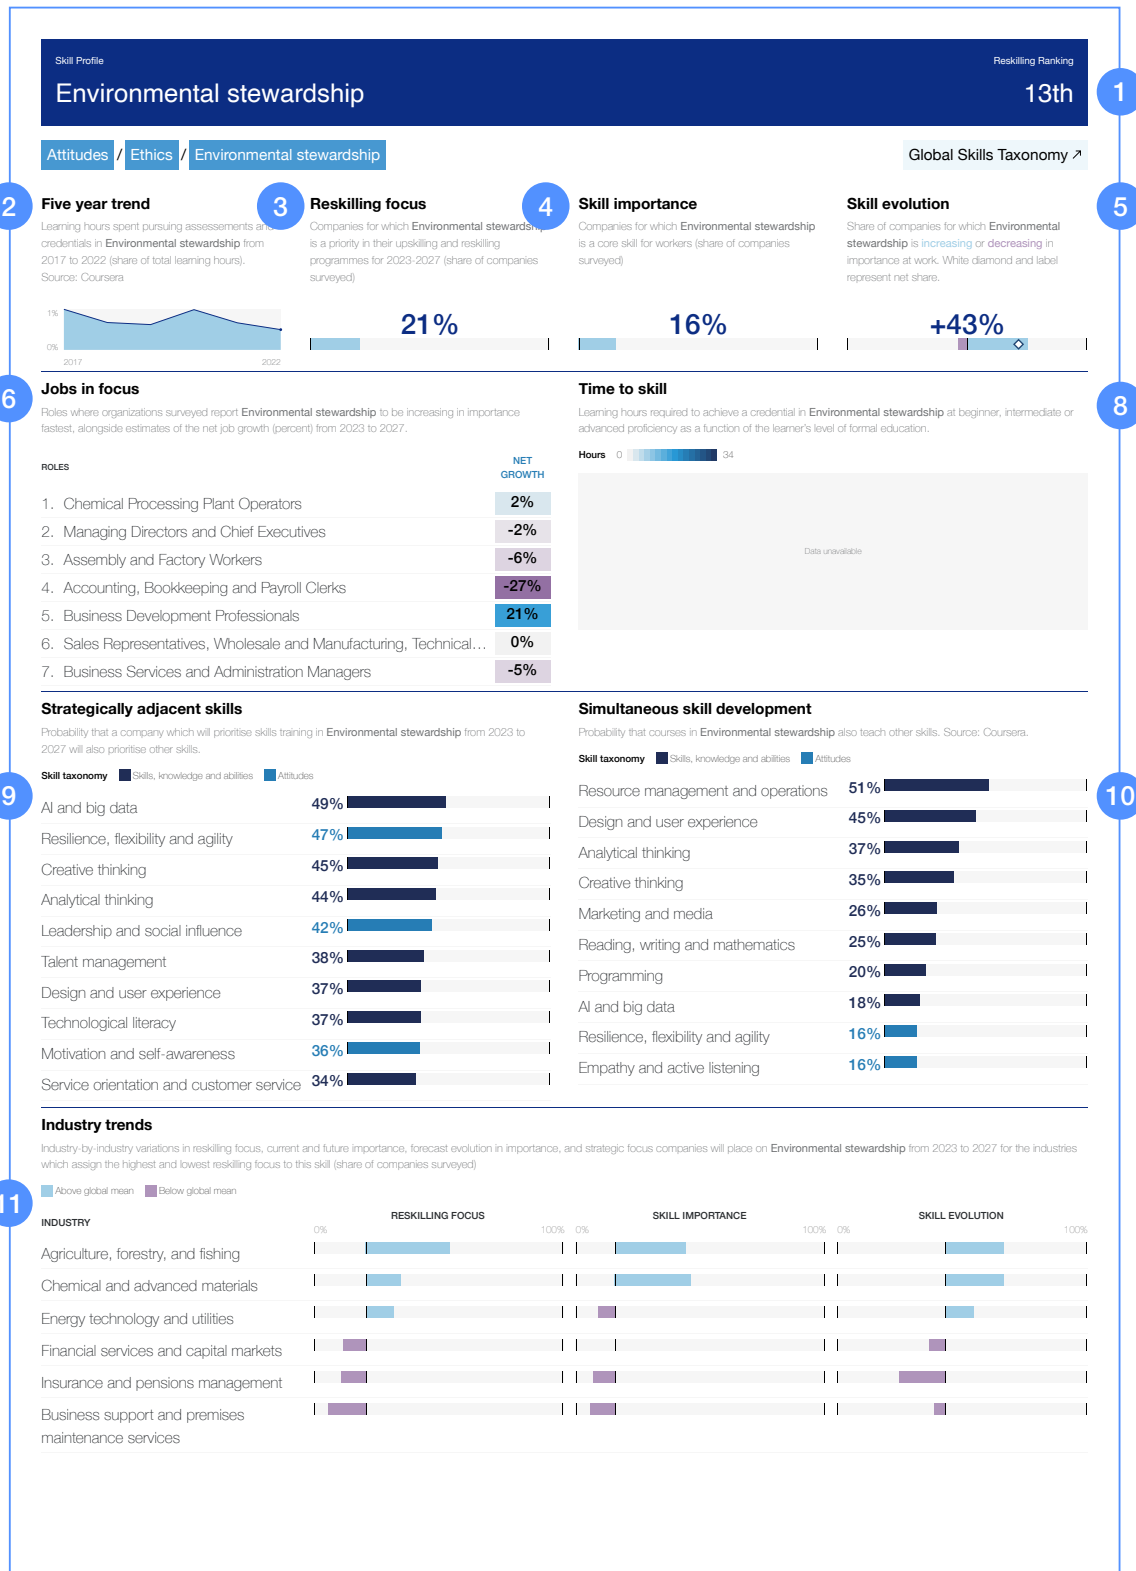 Skill Profile
Reskilling Ranking
Environmental stewardship
13th
1
Attitudes / Ethics / Environmental stewardship
Global Skills Taxonomy ↗
2
Five year trend
Learning hours spent pursuing assessements and
credentials in Environmental stewardship from
2017 to 2022 (share of total learning hours).
Source: Coursera
1%
0%
2017
2022
3
Reskilling focus
Companies for which Environmental stewardship
is a priority in their upskilling and reskilling
programmes for 2023-2027 (share of companies
surveyed)
21%
4
Skill importance
Companies for which Environmental stewardship
is a core skill for workers (share of companies
surveyed)
16%
5
Skill evolution
Share of companies for which Environmental
stewardship is increasing or decreasing in
importance at work. White diamond and label
represent net share.
+43%
6
Jobs in focus
Roles where organizations surveyed report Environmental stewardship to be increasing in importance
fastest, alongside estimates of the net job growth (percent) from 2023 to 2027.
ROLES
NET
GROWTH
1. Chemical Processing Plant Operators 2%
2. Managing Directors and Chief Executives -2%
3. Assembly and Factory Workers -6%
4. Accounting, Bookkeeping and Payroll Clerks -27%
5. Business Development Professionals 21%
6. Sales Representatives, Wholesale and Manufacturing, Technical… 0%
7. Business Services and Administration Managers -5%
8
Time to skill
Learning hours required to achieve a credential in Environmental stewardship at beginner, intermediate or
advanced proficiency as a function of the learner's level of formal education.
Hours 0 34
Data unavailable
9
Strategically adjacent skills
Probability that a company which will prioritise skills training in Environmental stewardship from 2023 to
2027 will also prioritise other skills.
Skill taxonomy Skills, knowledge and abilities Attitudes
AI and big data 49%
Resilience, flexibility and agility 47%
Creative thinking 45%
Analytical thinking 44%
Leadership and social influence 42%
Talent management 38%
Design and user experience 37%
Technological literacy 37%
Motivation and self-awareness 36%
Service orientation and customer service 34%
10
Simultaneous skill development
Probability that courses in Environmental stewardship also teach other skills. Source: Coursera.
Skill taxonomy Skills, knowledge and abilities Attitudes
Resource management and operations 51%
Design and user experience 45%
Analytical thinking 37%
Creative thinking 35%
Marketing and media 26%
Reading, writing and mathematics 25%
Programming 20%
AI and big data 18%
Resilience, flexibility and agility 16%
Empathy and active listening 16%
11
Industry trends
Industry-by-industry variations in reskilling focus, current and future importance, forecast evolution in importance, and strategic focus companies will place on Environmental stewardship from 2023 to 2027 for the industries
which assign the highest and lowest reskilling focus to this skill (share of companies surveyed)
Above global mean Below global mean
INDUSTRY
RESKILLING FOCUS
SKILL IMPORTANCE
SKILL EVOLUTION
0% 100% 0% 100% 0% 100%
Agriculture, forestry, and fishing
Chemical and advanced materials
Energy technology and utilities
Financial services and capital markets
Insurance and pensions management
Business support and premises
maintenance services